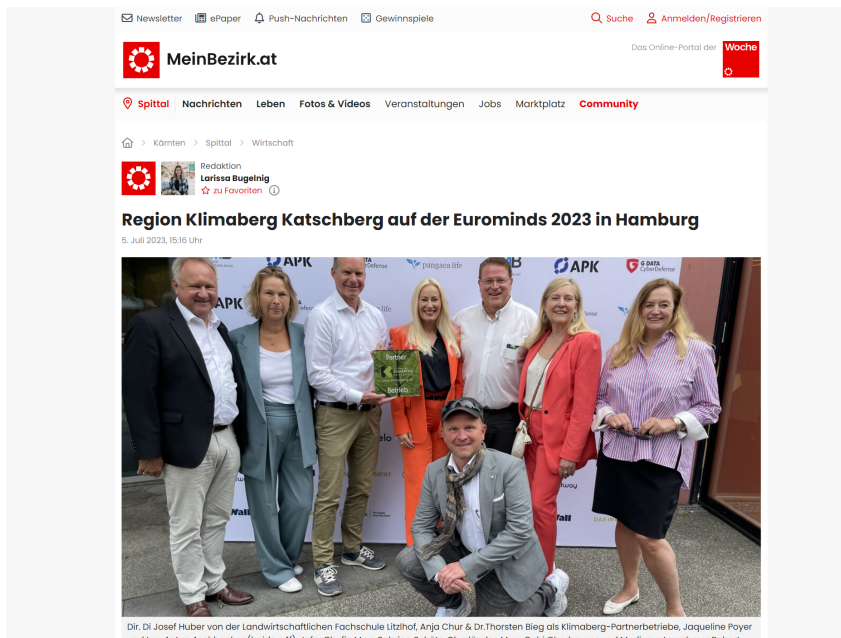 Newsletter ePaper Push-Nachrichten Gewinnspiele Suche Anmelden/Registrieren
MeinBezirk.at Das Online-Portal der Woche
Spittal Nachrichten Leben Fotos & Videos Veranstaltungen Jobs Marktplatz Community
Kärnten > Spittal > Wirtschaft
Redaktion
Larissa Bugelnig
zu Favoriten
Region Klimaberg Katschberg auf der Eurominds 2023 in Hamburg
5. Juli 2023, 15:16 Uhr
APK
pangaea life
APK
G DATA
CyberDefense
Partner
Betrieb
Wall
Dir. Di Josef Huber von der Landwirtschaftlichen Fachschule Litzlhof, Anja Chur & Dr.Thorsten Bieg als Klimaberg-Partnerbetriebe, Jaqueline Poyer